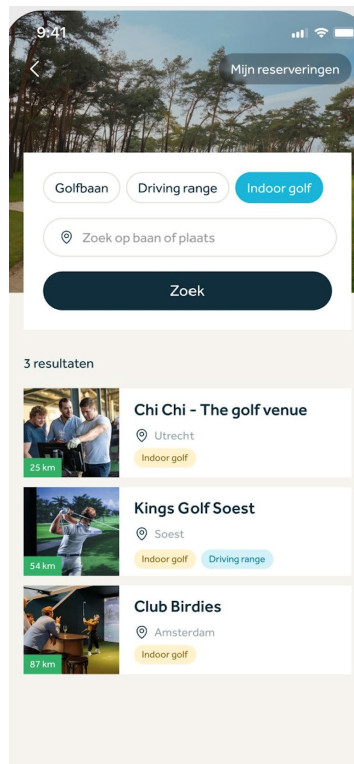 9:41
Mijn reserveringen
Golfbaan
Driving range
Indoor golf
Zoek op baan of plaats
Zoek
3 resultaten
Chi Chi - The golf venue
Utrecht
Indoor golf
25 km
Kings Golf Soest
Soest
Indoor golf
Driving range
54 km
Club Birdies
Amsterdam
Indoor golf
87 km